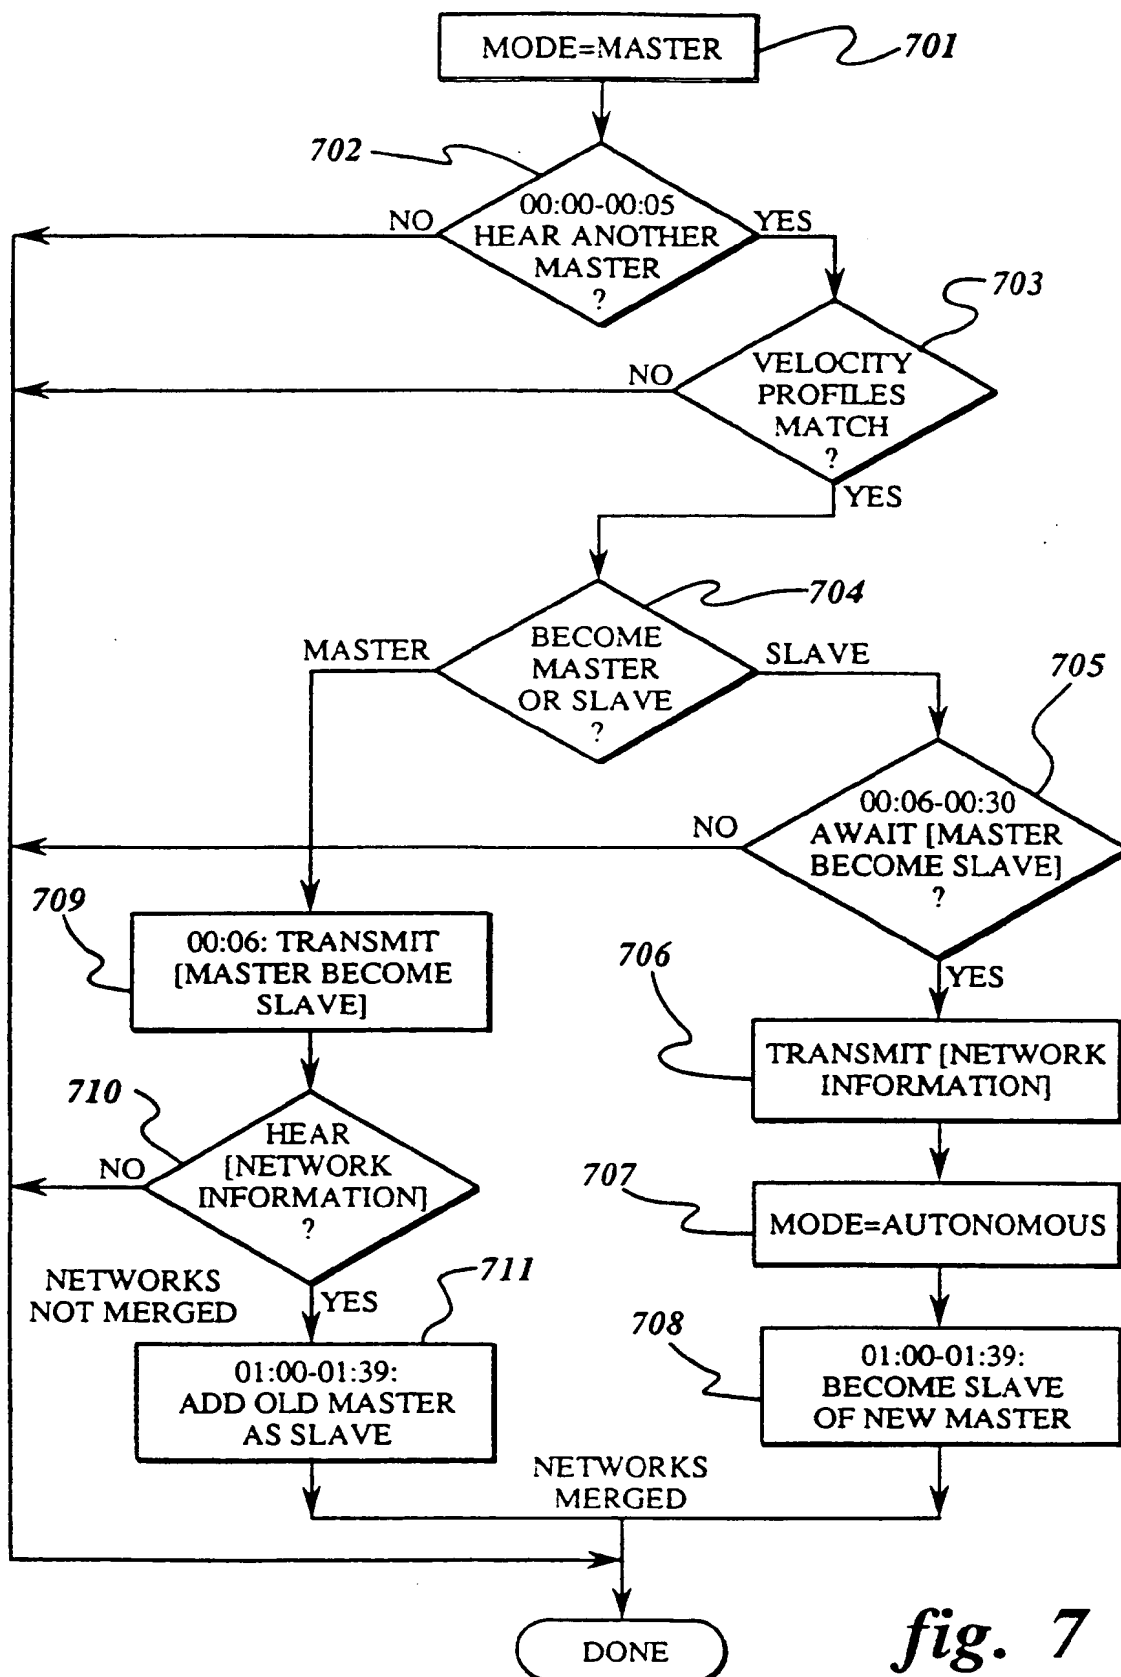 MODE=MASTER
701
702
00:00-00:05
HEAR ANOTHER
MASTER
?
NO
YES
703
VELOCITY
PROFILES
MATCH
?
NO
YES
704
BECOME
MASTER
OR SLAVE
?
MASTER
SLAVE
705
00:06-00:30
AWAIT [MASTER
BECOME SLAVE]
?
NO
YES
709
00:06: TRANSMIT
[MASTER BECOME
SLAVE]
706
TRANSMIT [NETWORK
INFORMATION]
710
HEAR
[NETWORK
INFORMATION]
?
NO
YES
707
MODE=AUTONOMOUS
NETWORKS
NOT MERGED
711
01:00-01:39:
ADD OLD MASTER
AS SLAVE
708
01:00-01:39:
BECOME SLAVE
OF NEW MASTER
NETWORKS
MERGED
DONE
fig. 7